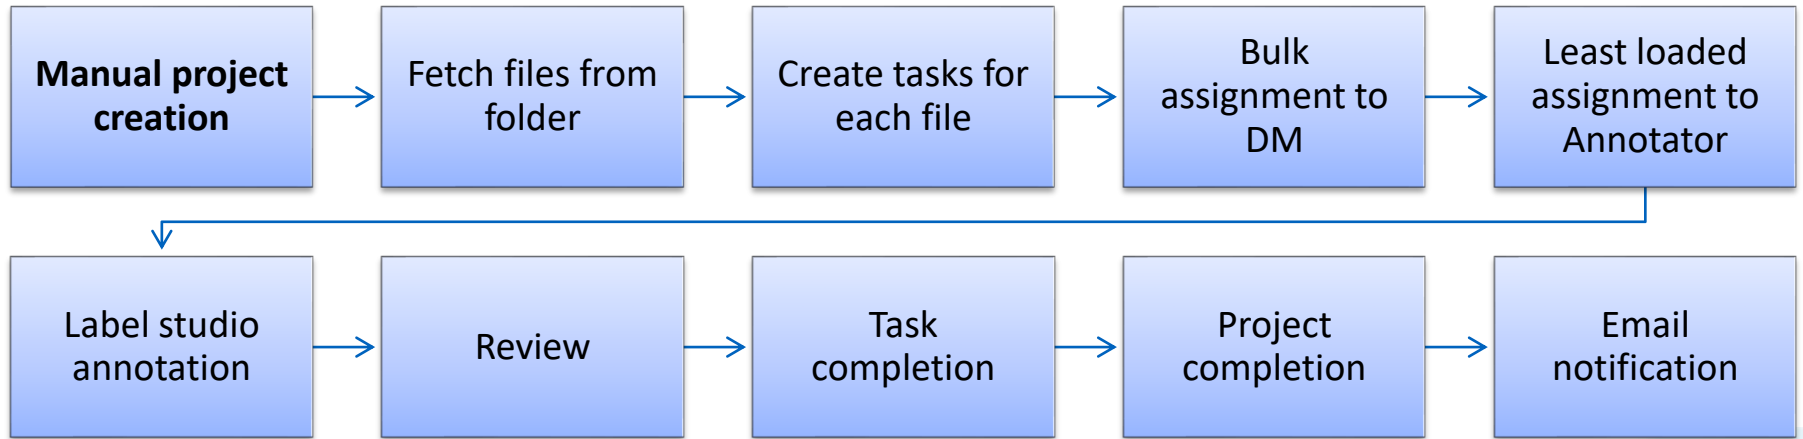 Manual project
creation
Fetch files from
folder
Create tasks for
each file
Bulk
assignment to
DM
Least loaded
assignment to
Annotator
Label studio
annotation
Review
Task
completion
Project
completion
Email
notification